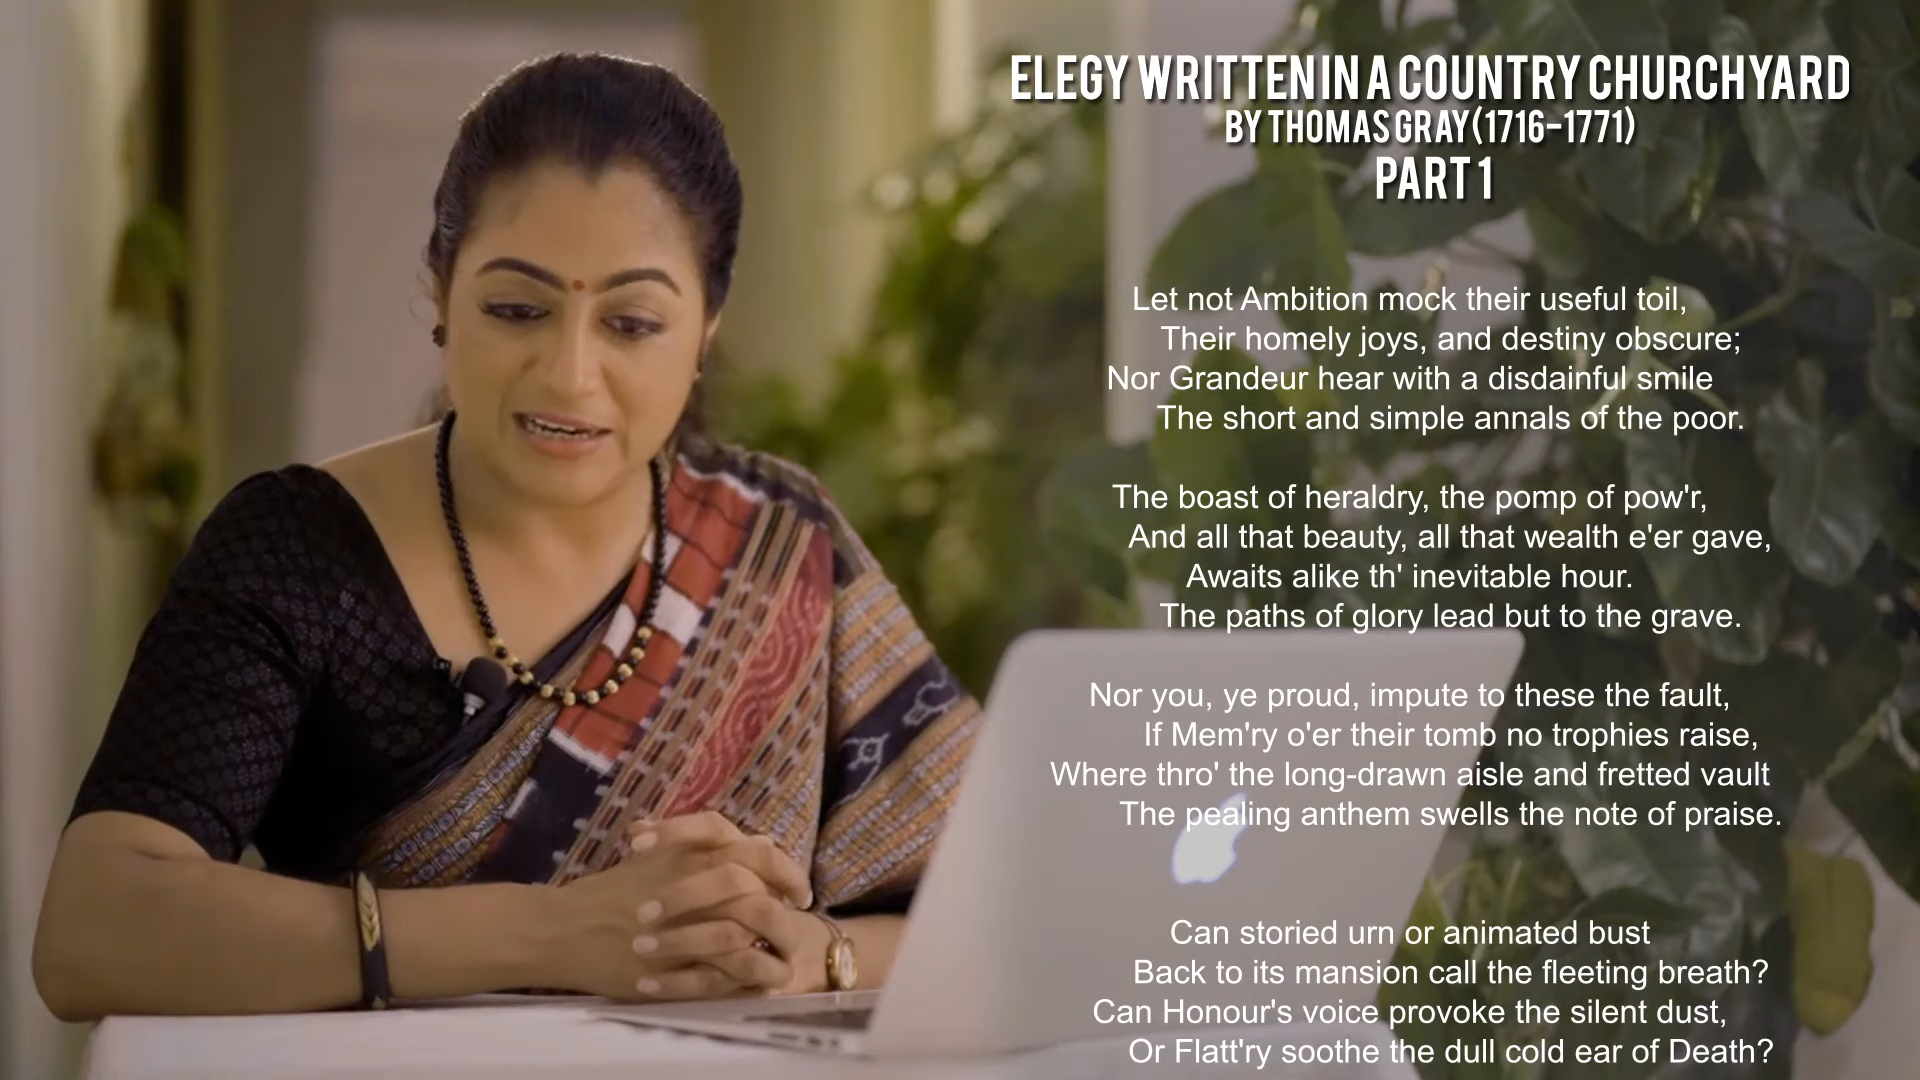 ELEGY WRITTEN IN A COUNTRY CHURCHYARD
BY THOMAS GRAY (1716-1771)
PART 1
Let not Ambition mock their useful toil,
Their homely joys, and destiny obscure;
Nor Grandeur hear with a disdainful smile
The short and simple annals of the poor.
The boast of heraldry, the pomp of pow'r,
And all that beauty, all that wealth e'er gave,
Awaits alike th' inevitable hour.
The paths of glory lead but to the grave.
Nor you, ye proud, impute to these the fault,
If Mem'ry o'er their tomb no trophies raise,
Where thro' the long-drawn aisle and fretted vault
The pealing anthem swells the note of praise.
Can storied urn or animated bust
Back to its mansion call the fleeting breath?
Can Honour's voice provoke the silent dust,
Or Flatt'ry soothe the dull cold ear of Death?